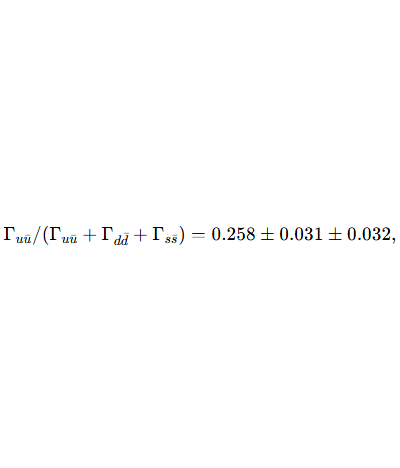 Γ_{uū}/(Γ_{uū} + Γ_{dd̄} + Γ_{ss̄}) = 0.258 ± 0.031 ± 0.032,